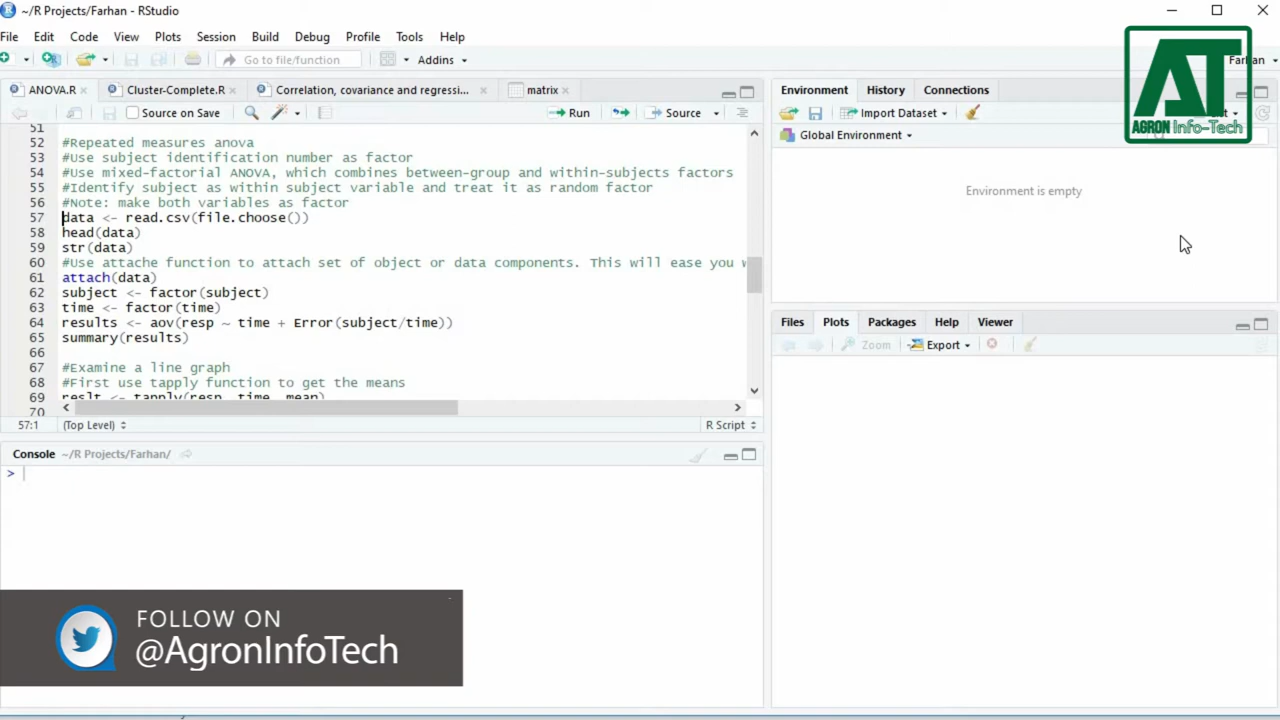 ~/R Projects/Farhan - RStudio
File Edit Code View Plots Session Build Debug Profile Tools Help
Go to file/function Addins Farhan
ANOVA.R Cluster-Complete.R Correlation, covariance and regressi... matrix
Source on Save Run Source
51
52 #Repeated measures anova
53 #Use subject identification number as factor
54 #Use mixed-factorial ANOVA, which combines between-group and within-subjects factors
55 #Identify subject as within subject variable and treat it as random factor
56 #Note: make both variables as factor
57 data <- read.csv(file.choose())
58 head(data)
59 str(data)
60 #Use attache function to attach set of object or data components. This will ease you w
61 attach(data)
62 subject <- factor(subject)
63 time <- factor(time)
64 results <- aov(resp ~ time + Error(subject/time))
65 summary(results)
66
67 #Examine a line graph
68 #First use tapply function to get the means
69 reslt <- tapply(resp, time, mean)
70
57:1 (Top Level) R Script
Console ~/R Projects/Farhan/
>
FOLLOW ON
@AgronInfoTech
Environment History Connections
Import Dataset
Global Environment
Environment is empty
Files Plots Packages Help Viewer
Zoom Export
AT
AGRON Info-Tech